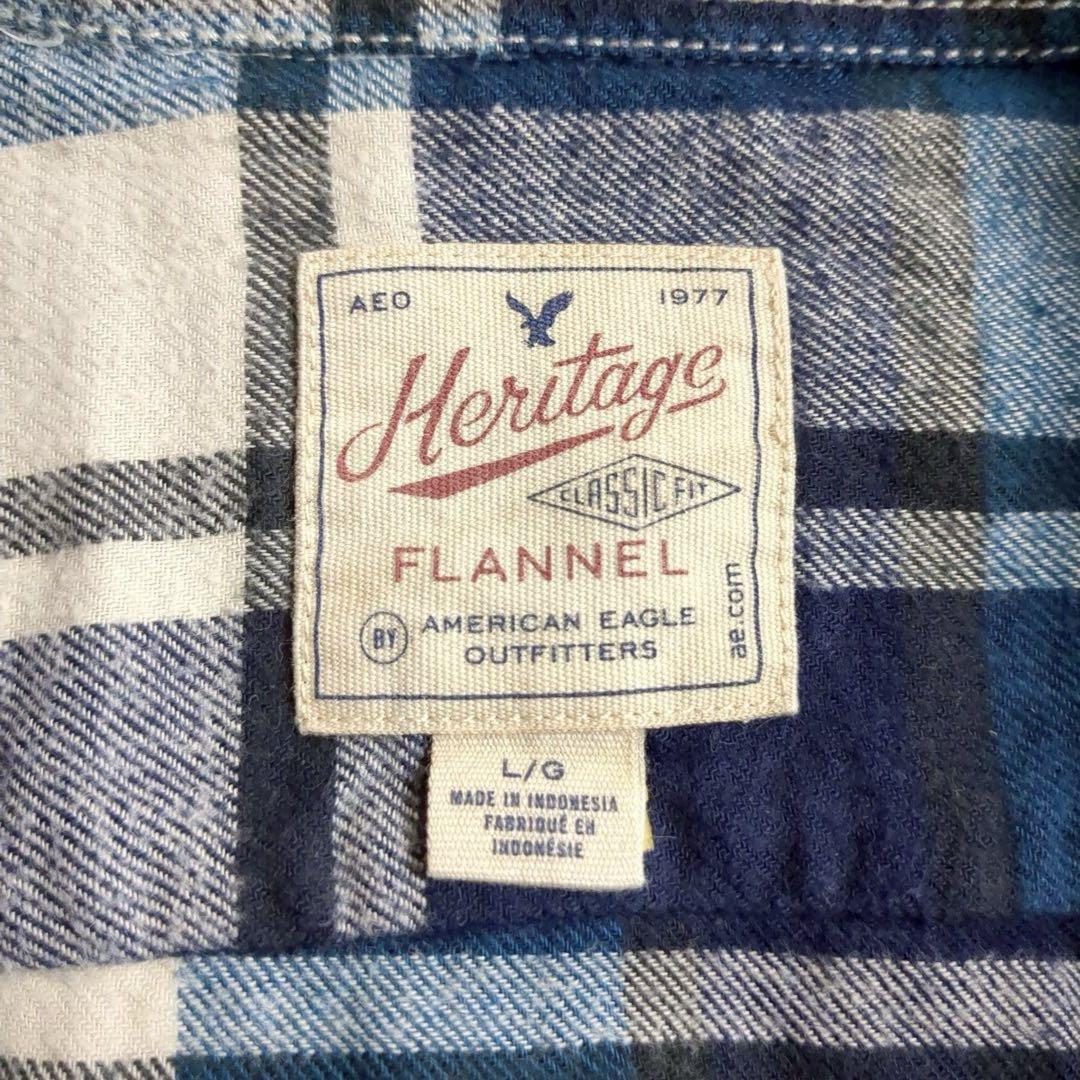 AEO 1977
Heritage
CLASSIC FIT
FLANNEL
BY AMERICAN EAGLE
OUTFITTERS
ae.com
L/G
MADE IN INDONESIA
FABRIQUÉ EN
INDONÉSIE